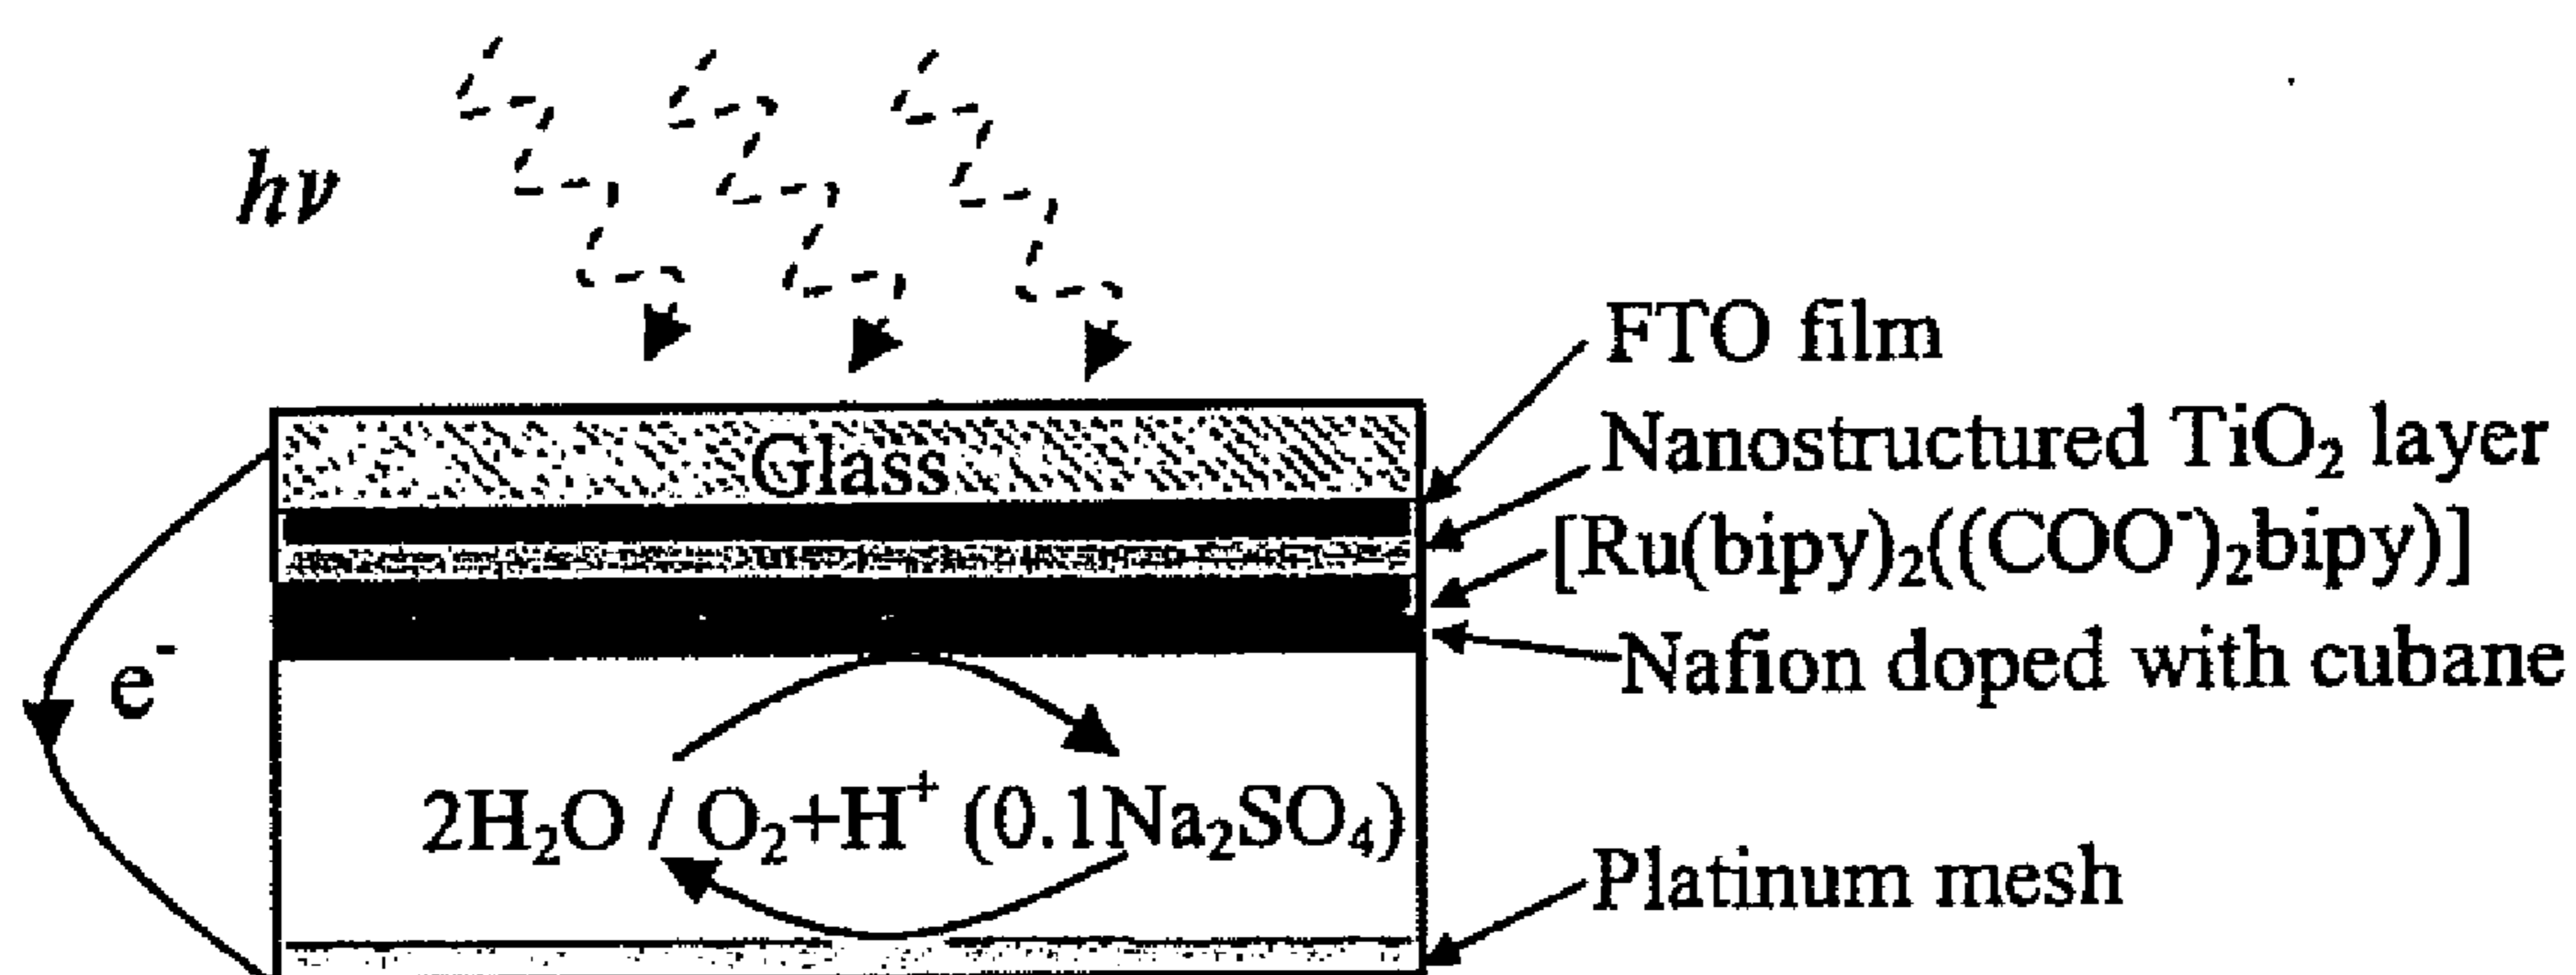 hν
FTO film
Glass
Nanostructured TiO₂ layer
[Ru(bipy)₂((COO⁻)₂bipy)]
e⁻
Nafion doped with cubane
2H₂O / O₂+H⁺ (0.1Na₂SO₄)
Platinum mesh